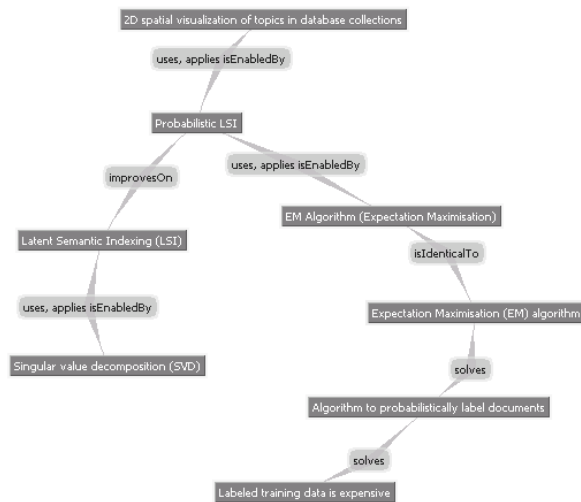 2D spatial visualization of topics in database collections
uses, applies isEnabledBy
Probabilistic LSI
improvesOn
uses, applies isEnabledBy
EM Algorithm (Expectation Maximisation)
Latent Semantic Indexing (LSI)
isIdenticalTo
uses, applies isEnabledBy
Expectation Maximisation (EM) algorithm
Singular value decomposition (SVD)
solves
Algorithm to probabilistically label documents
solves
Labeled training data is expensive